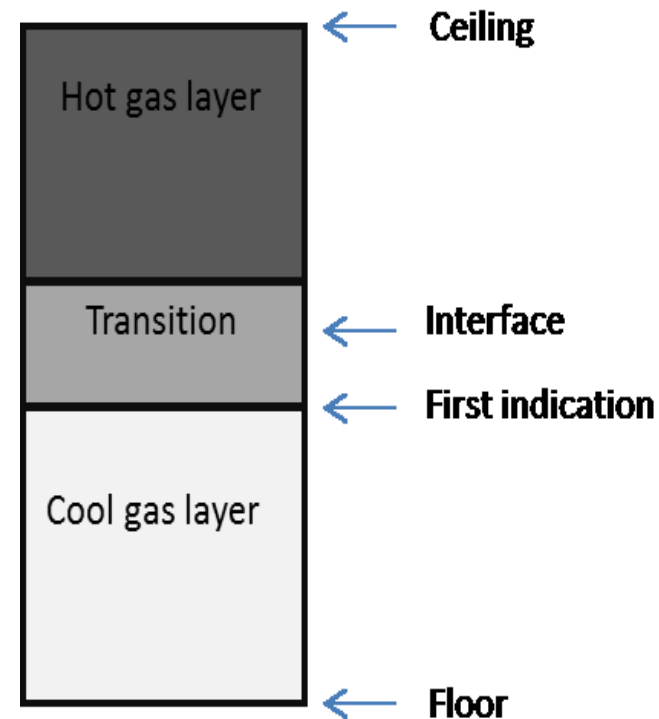 Ceiling
Hot gas layer
Transition
Interface
First indication
Cool gas layer
Floor